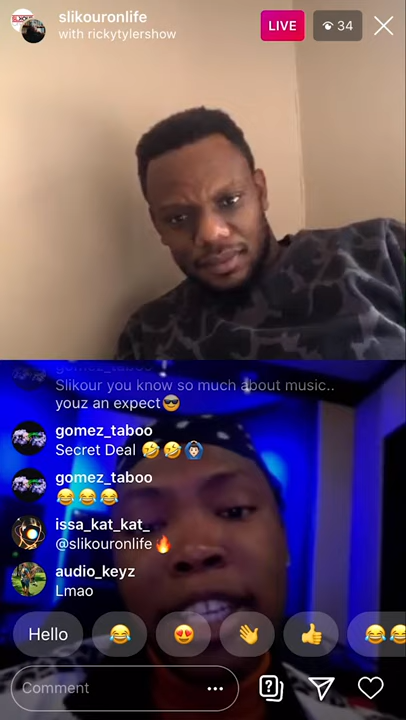 slikouronlife
with rickytylershow
LIVE
34
gomez_taboo
Slikour you know so much about music..
youz an expect😎
gomez_taboo
Secret Deal 🤣🤣🙆🏻‍♂️
gomez_taboo
😂😂😂
issa_kat_kat_
@slikouronlife🔥
audio_keyz
Lmao
Hello 😂 😍 👋 👍 😂😂
Comment